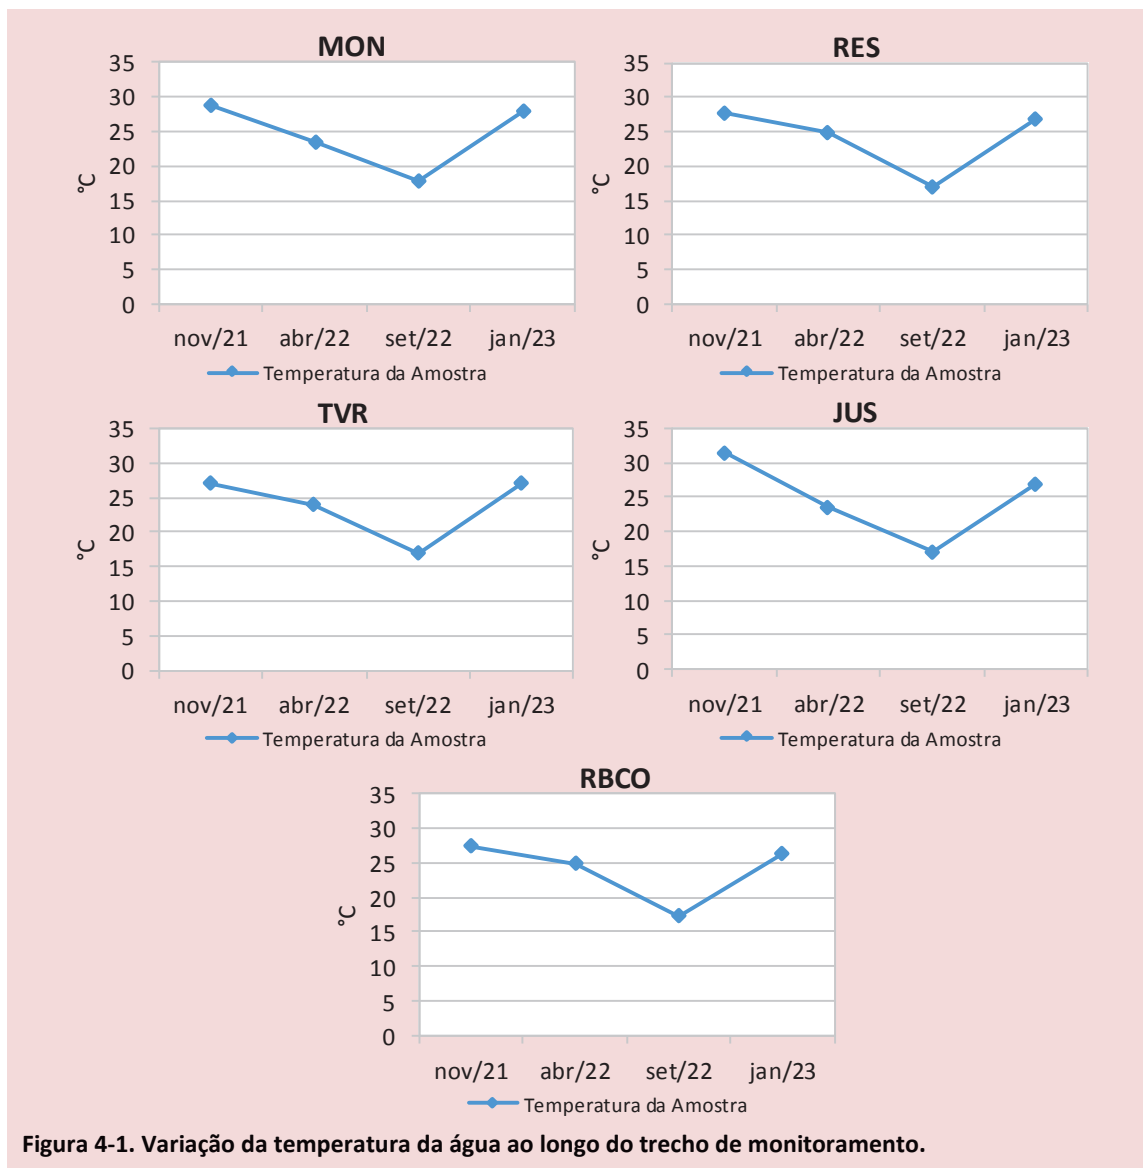 MON
35
30
25
20
15
10
5
0
°C
nov/21 abr/22 set/22 jan/23
Temperatura da Amostra
RES
35
30
25
20
15
10
5
0
°C
nov/21 abr/22 set/22 jan/23
Temperatura da Amostra
TVR
35
30
25
20
15
10
5
0
°C
nov/21 abr/22 set/22 jan/23
Temperatura da Amostra
JUS
35
30
25
20
15
10
5
0
°C
nov/21 abr/22 set/22 jan/23
Temperatura da Amostra
RBCO
35
30
25
20
15
10
5
0
°C
nov/21 abr/22 set/22 jan/23
Temperatura da Amostra
Figura 4-1. Variação da temperatura da água ao longo do trecho de monitoramento.